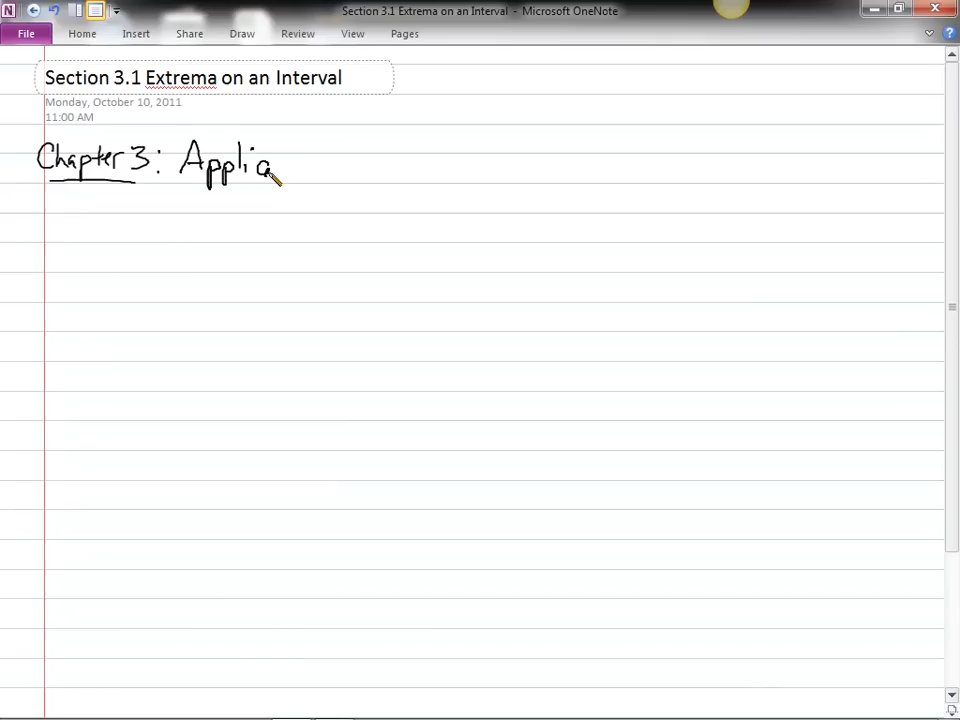 Section 3.1 Extrema on an Interval - Microsoft OneNote
File Home Insert Share Draw Review View Pages
Section 3.1 Extrema on an Interval
Monday, October 10, 2011
11:00 AM
Chapter 3: Applica